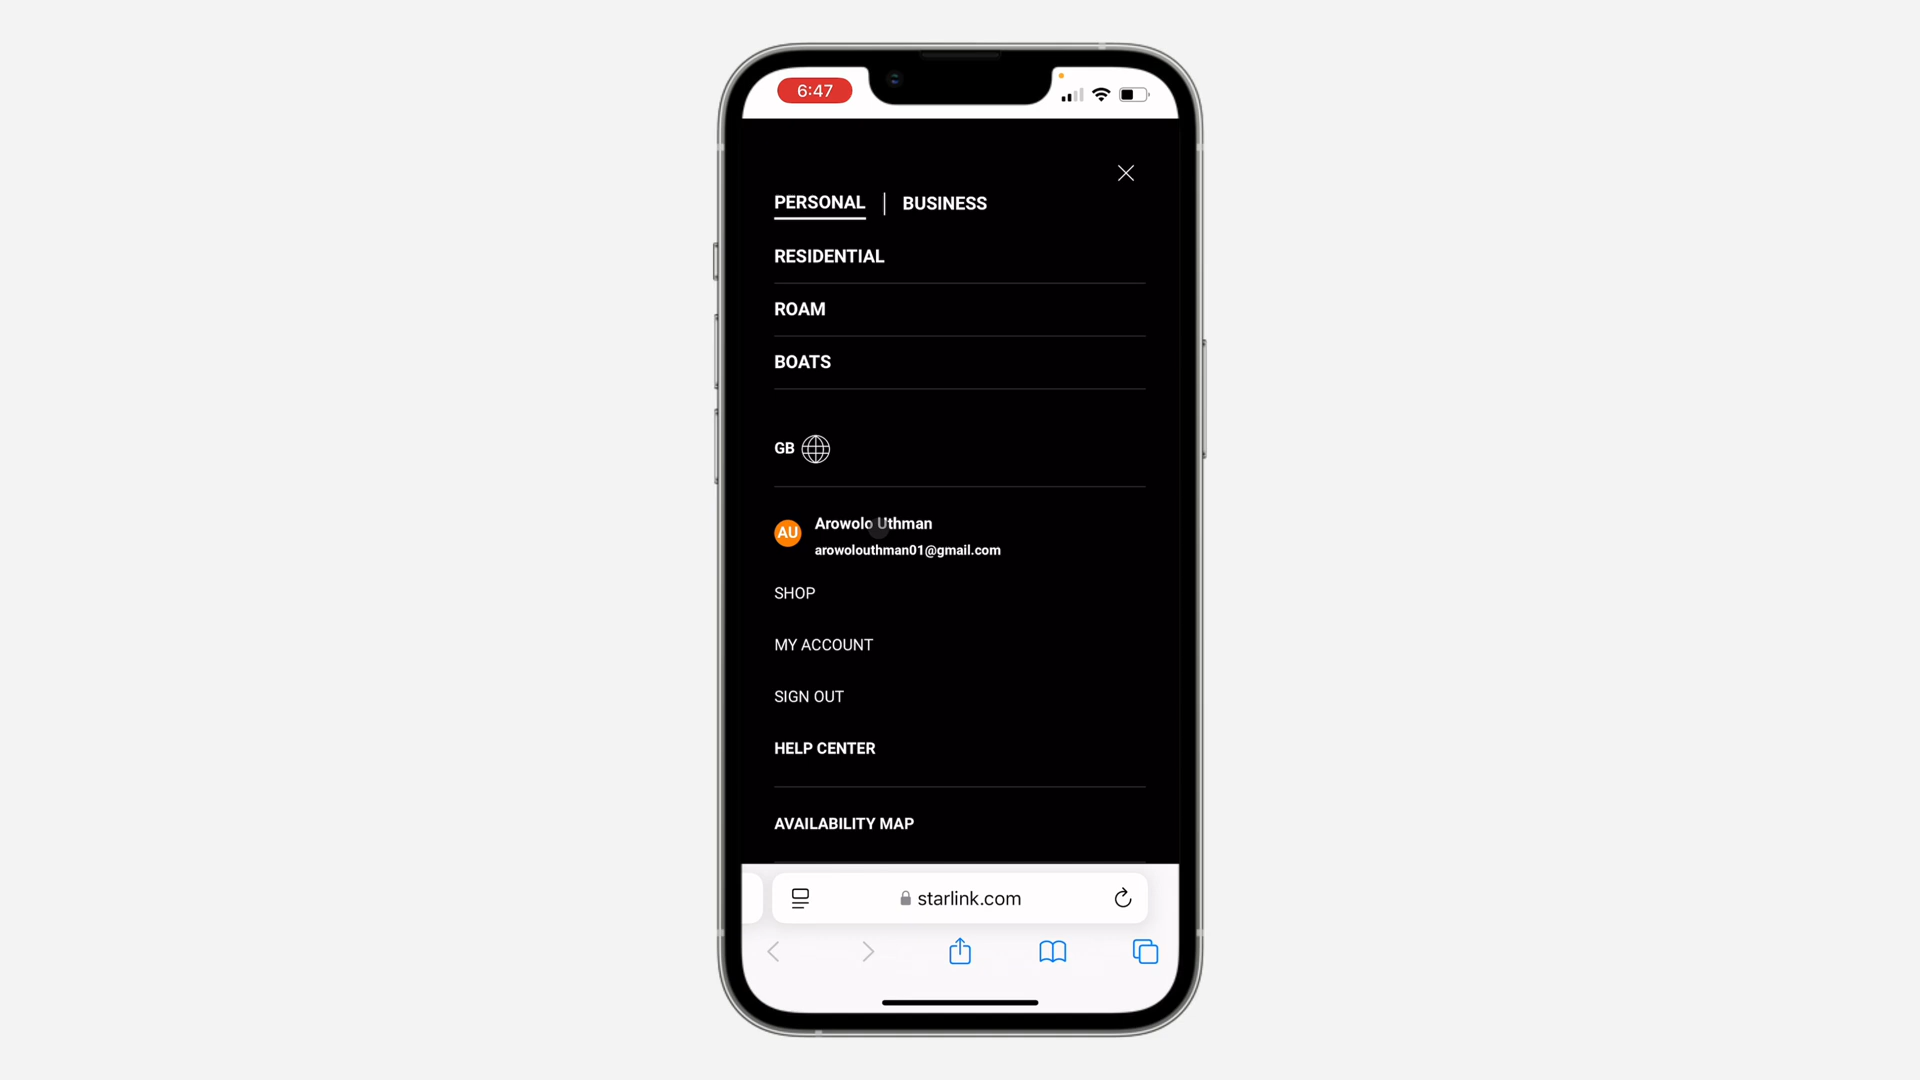 6:47
PERSONAL | BUSINESS
RESIDENTIAL
ROAM
BOATS
GB
AU
Arowolo Uthman
arowolouthman01@gmail.com
SHOP
MY ACCOUNT
SIGN OUT
HELP CENTER
AVAILABILITY MAP
starlink.com